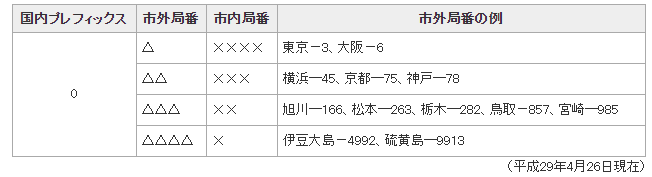 国内プレフィックス 市外局番 市内局番 市外局番の例
0
△ ×××× 東京－3、大阪－6
△△ ××× 横浜―45、京都―75、神戸―78
△△△ ×× 旭川―166、松本―263、栃木―282、鳥取－857、宮崎―985
△△△△ × 伊豆大島－4992、硫黄島―9913
（平成29年4月26日現在）